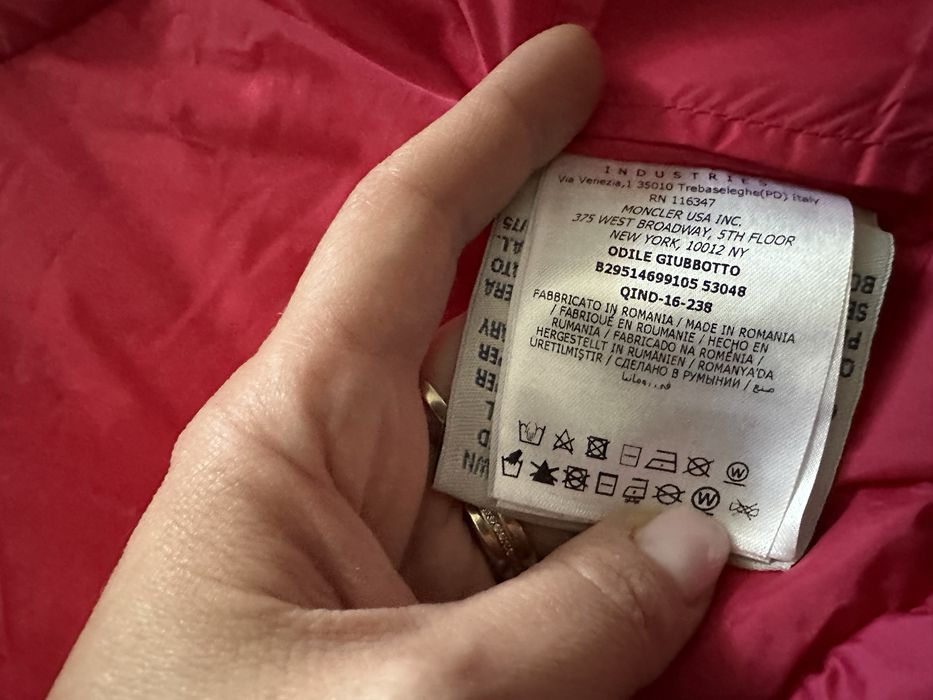 INDUSTRIES
Via Venezia,1 35010 Trebaseleghe(PD) Italy
RN 116347
MONCLER USA INC.
375 WEST BROADWAY, 5TH FLOOR
NEW YORK, 10012 NY
ODILE GIUBBOTTO
B29514699105 53048
QIND-16-238
FABBRICATO IN ROMANIA / MADE IN ROMANIA
/ FABRIQUÉ EN ROUMANIE / HECHO EN
RUMANIA / FABRICADO NA ROMÉNIA /
HERGESTELLT IN RUMÄNIEN / ROMANYA'DA
ÜRETILMIŞTIR / СДЕЛАНО В РУМЫНИИ /
W
W